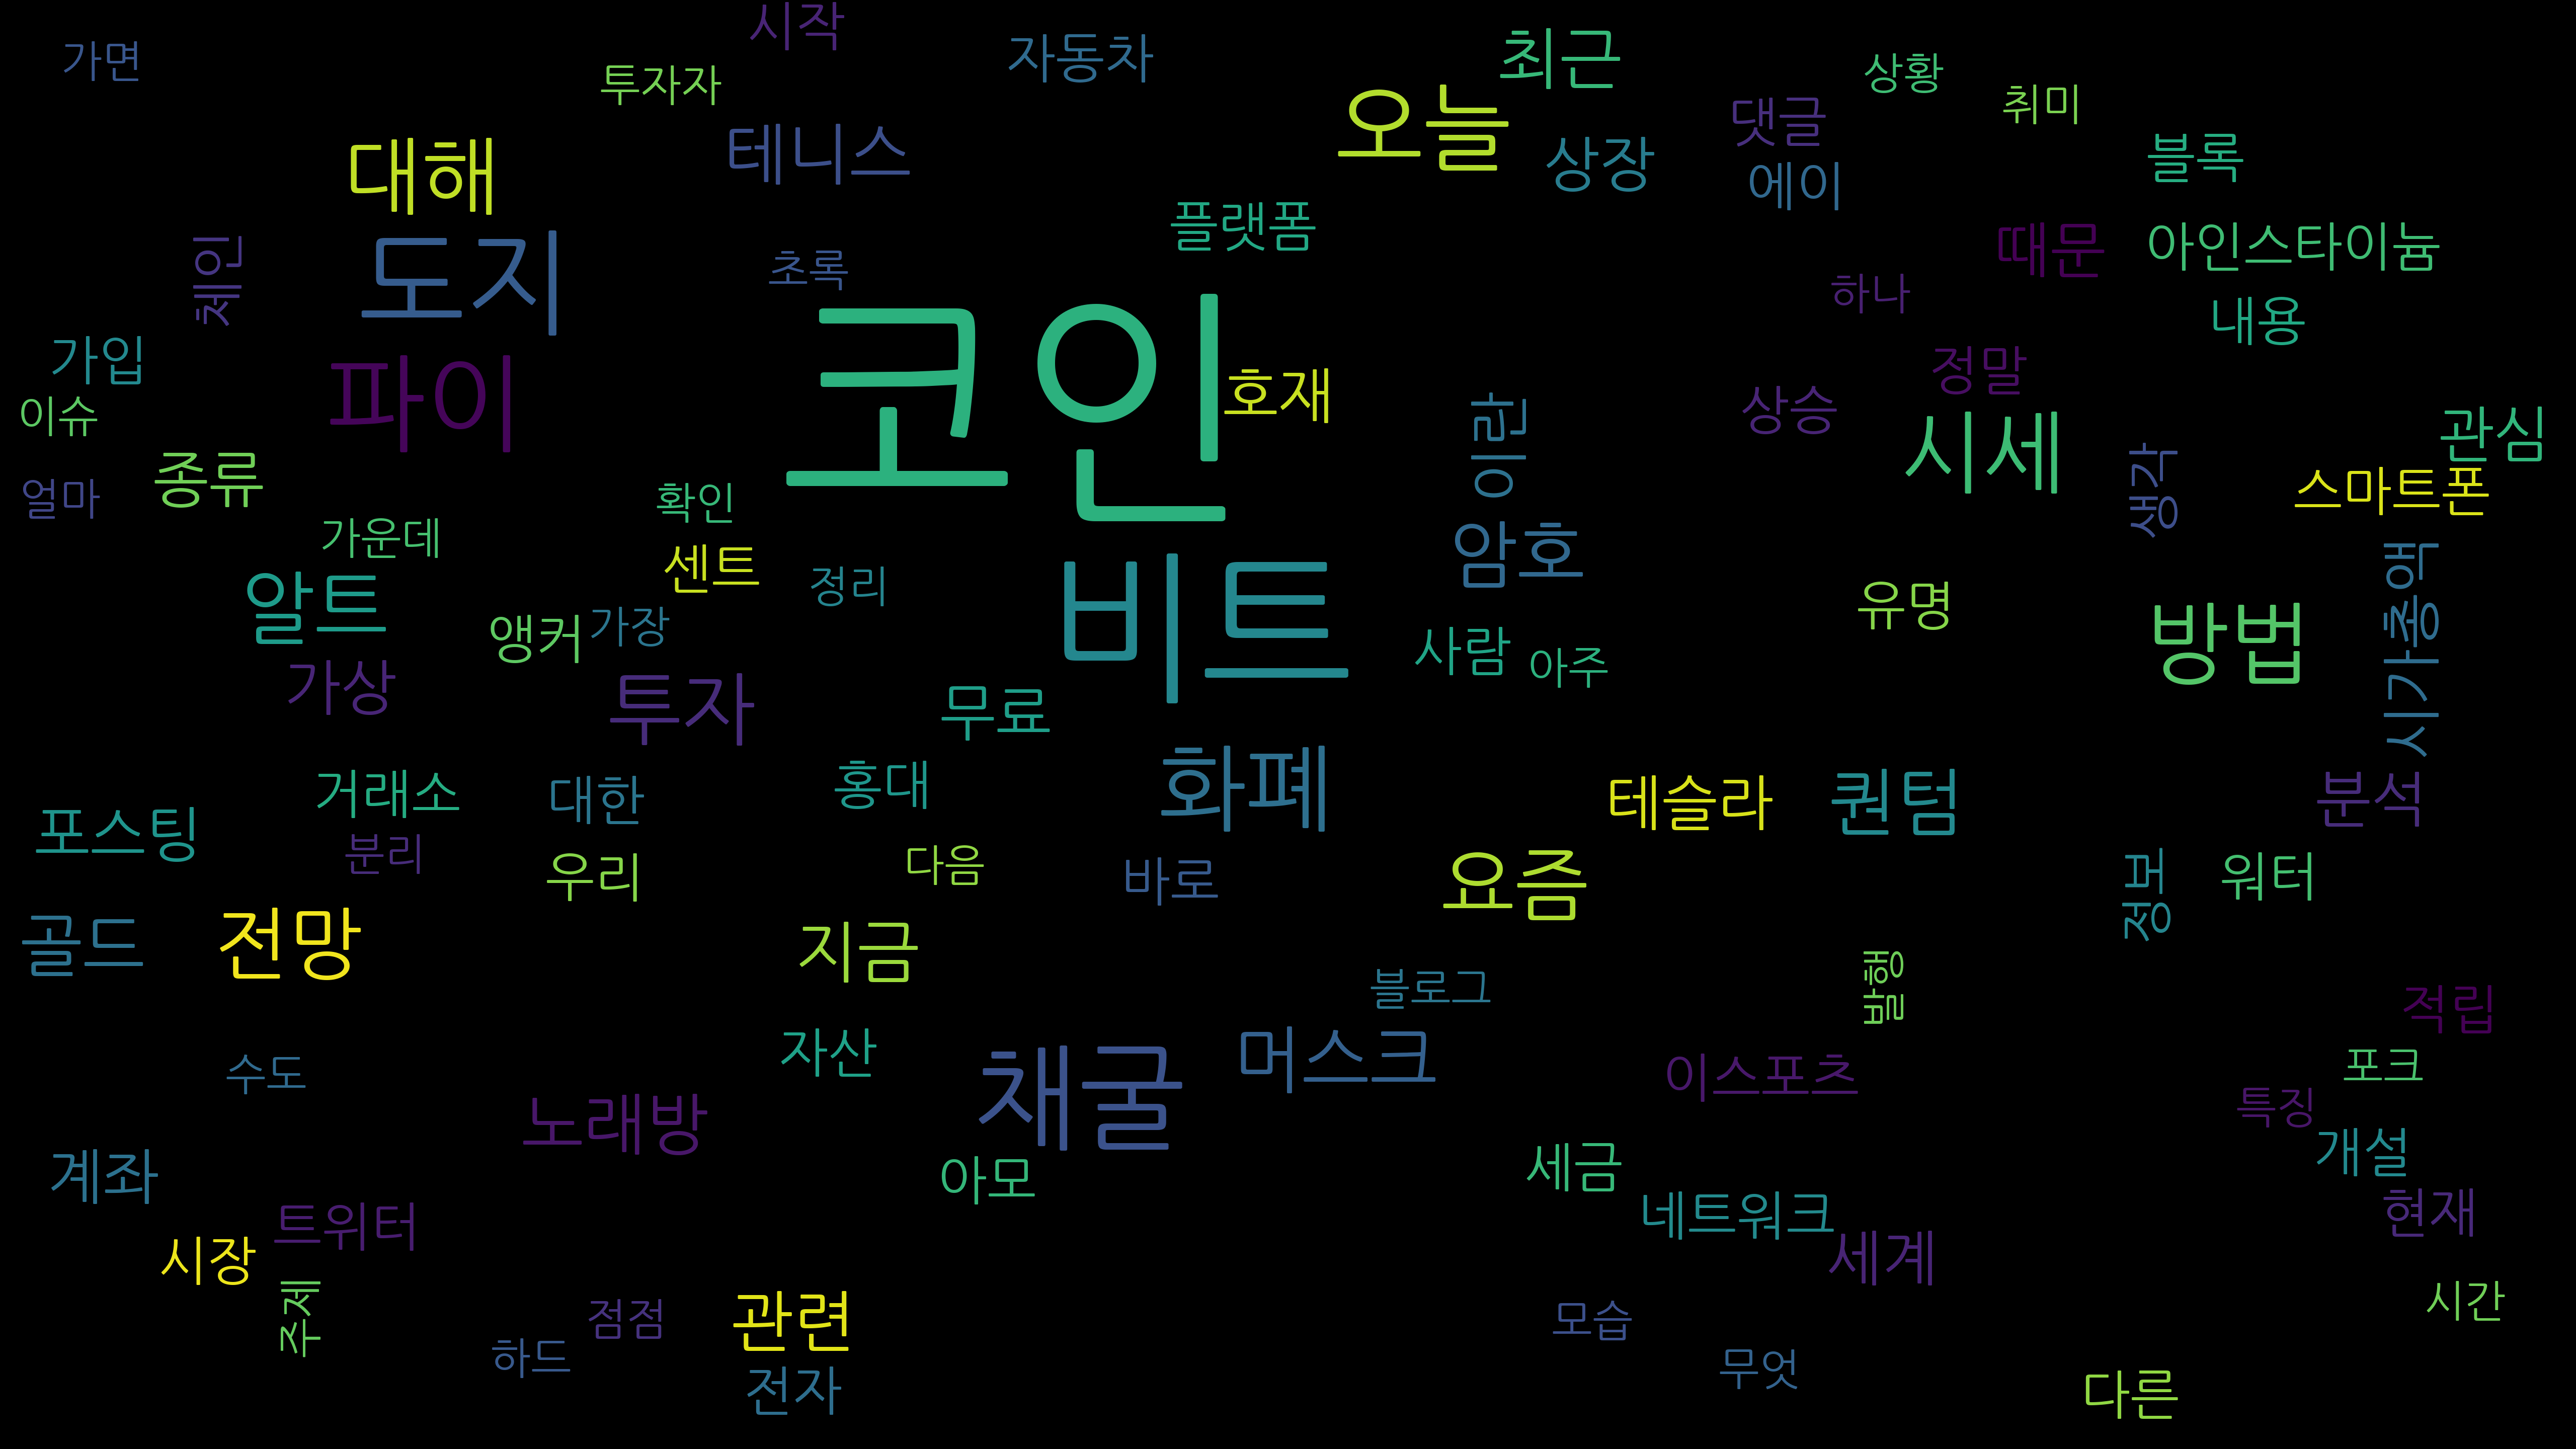 시작
가면
자동차
최근
투자자
상황
취미
오늘
댓글
대해
테니스
상장
블록
에이
플랫폼
때문
아인스타이늄
체인
도지
초록
하나
내용
코인
가입
파이
호재
상승
정말
이슈
이란
시세
관심
종류
얼마
확인
생각
스마트폰
가운데
센트
암호
비트
정리
알트
앵커
가장
유명
방법
시가총액
사람
아주
가상
투자
무료
화폐
거래소
대한
홍대
테슬라
퀀텀
분석
포스팅
분리
우리
다음
바로
요즘
정보
워터
골드
전망
지금
블로그
발행
적립
자산
머스크
수도
채굴
이스포츠
포크
노래방
특징
계좌
아모
세금
개설
트위터
네트워크
현재
시장
세계
주제
점점
관련
모습
시간
하드
전자
무엇
다른